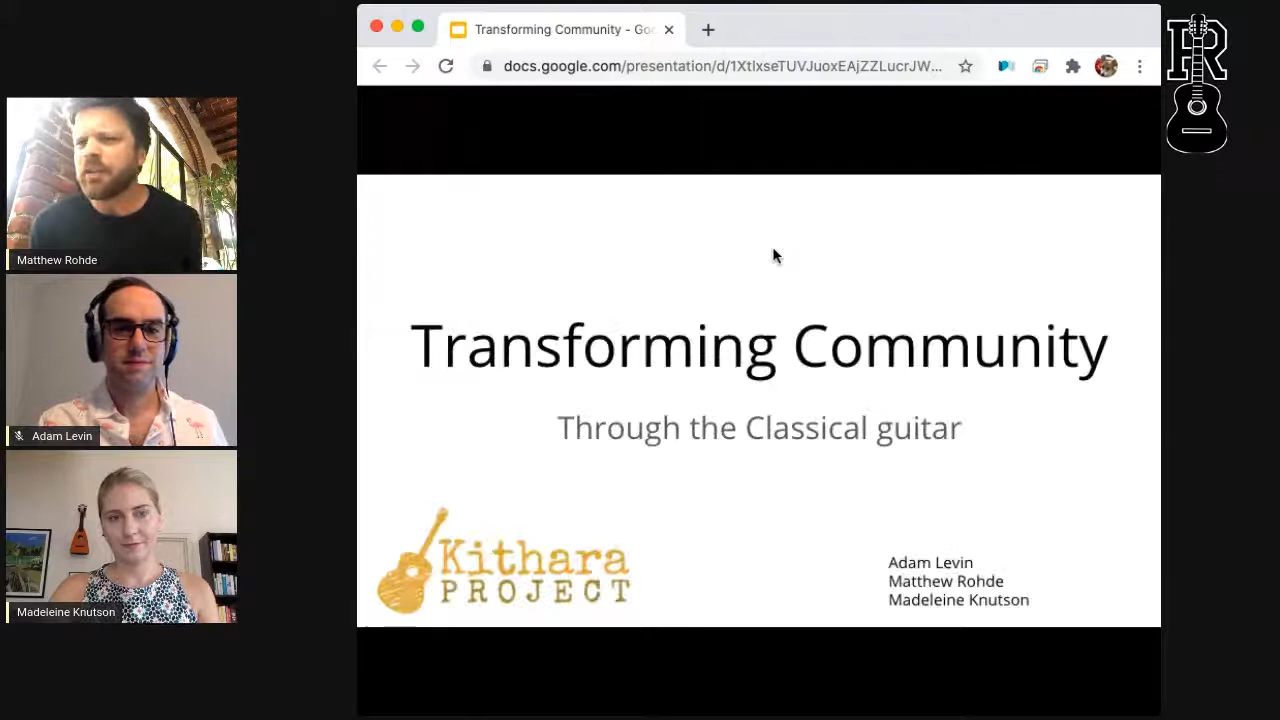 Transforming Community - Goo
docs.google.com/presentation/d/1XtlxseTUVJuoxEAjZZLucrJW...
Matthew Rohde
Adam Levin
Madeleine Knutson
Transforming Community
Through the Classical guitar
Kithara
PROJECT
Adam Levin
Matthew Rohde
Madeleine Knutson